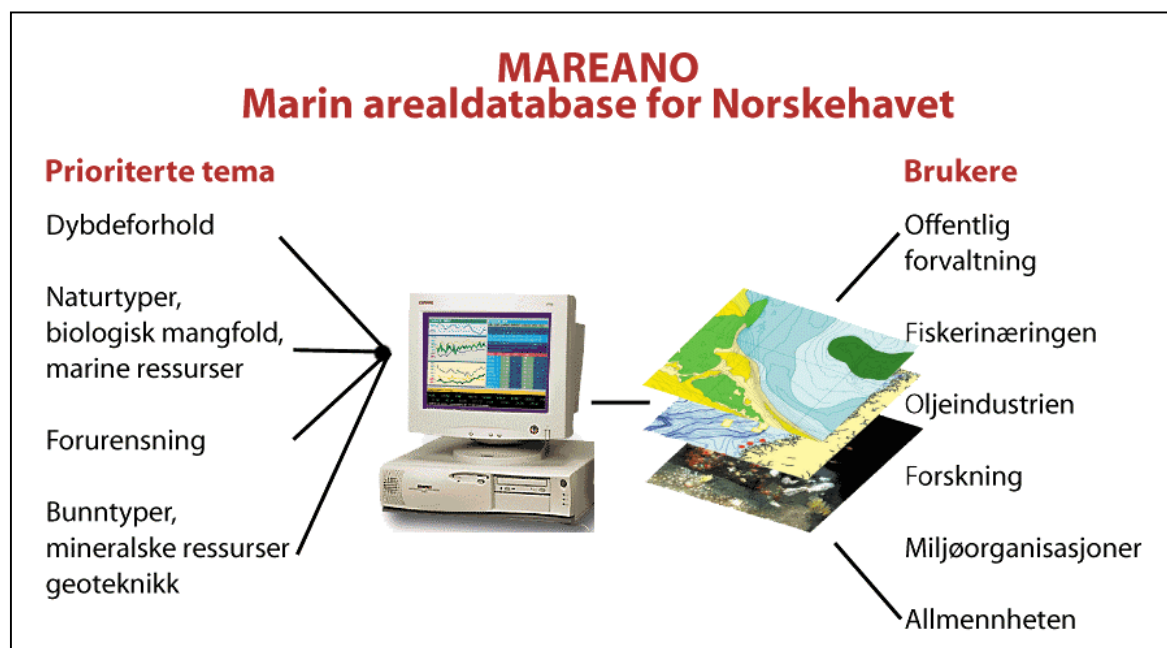 MAREANO
Marin arealdatabase for Norskehavet
Prioriterte tema
Dybdeforhold
Naturtyper,
biologisk mangfold,
marine ressurser
Forurensning
Bunntyper,
mineralske ressurser
geoteknikk
Brukere
Offentlig
forvaltning
Fiskerinæringen
Oljeindustrien
Forskning
Miljøorganisasjoner
Allmennheten